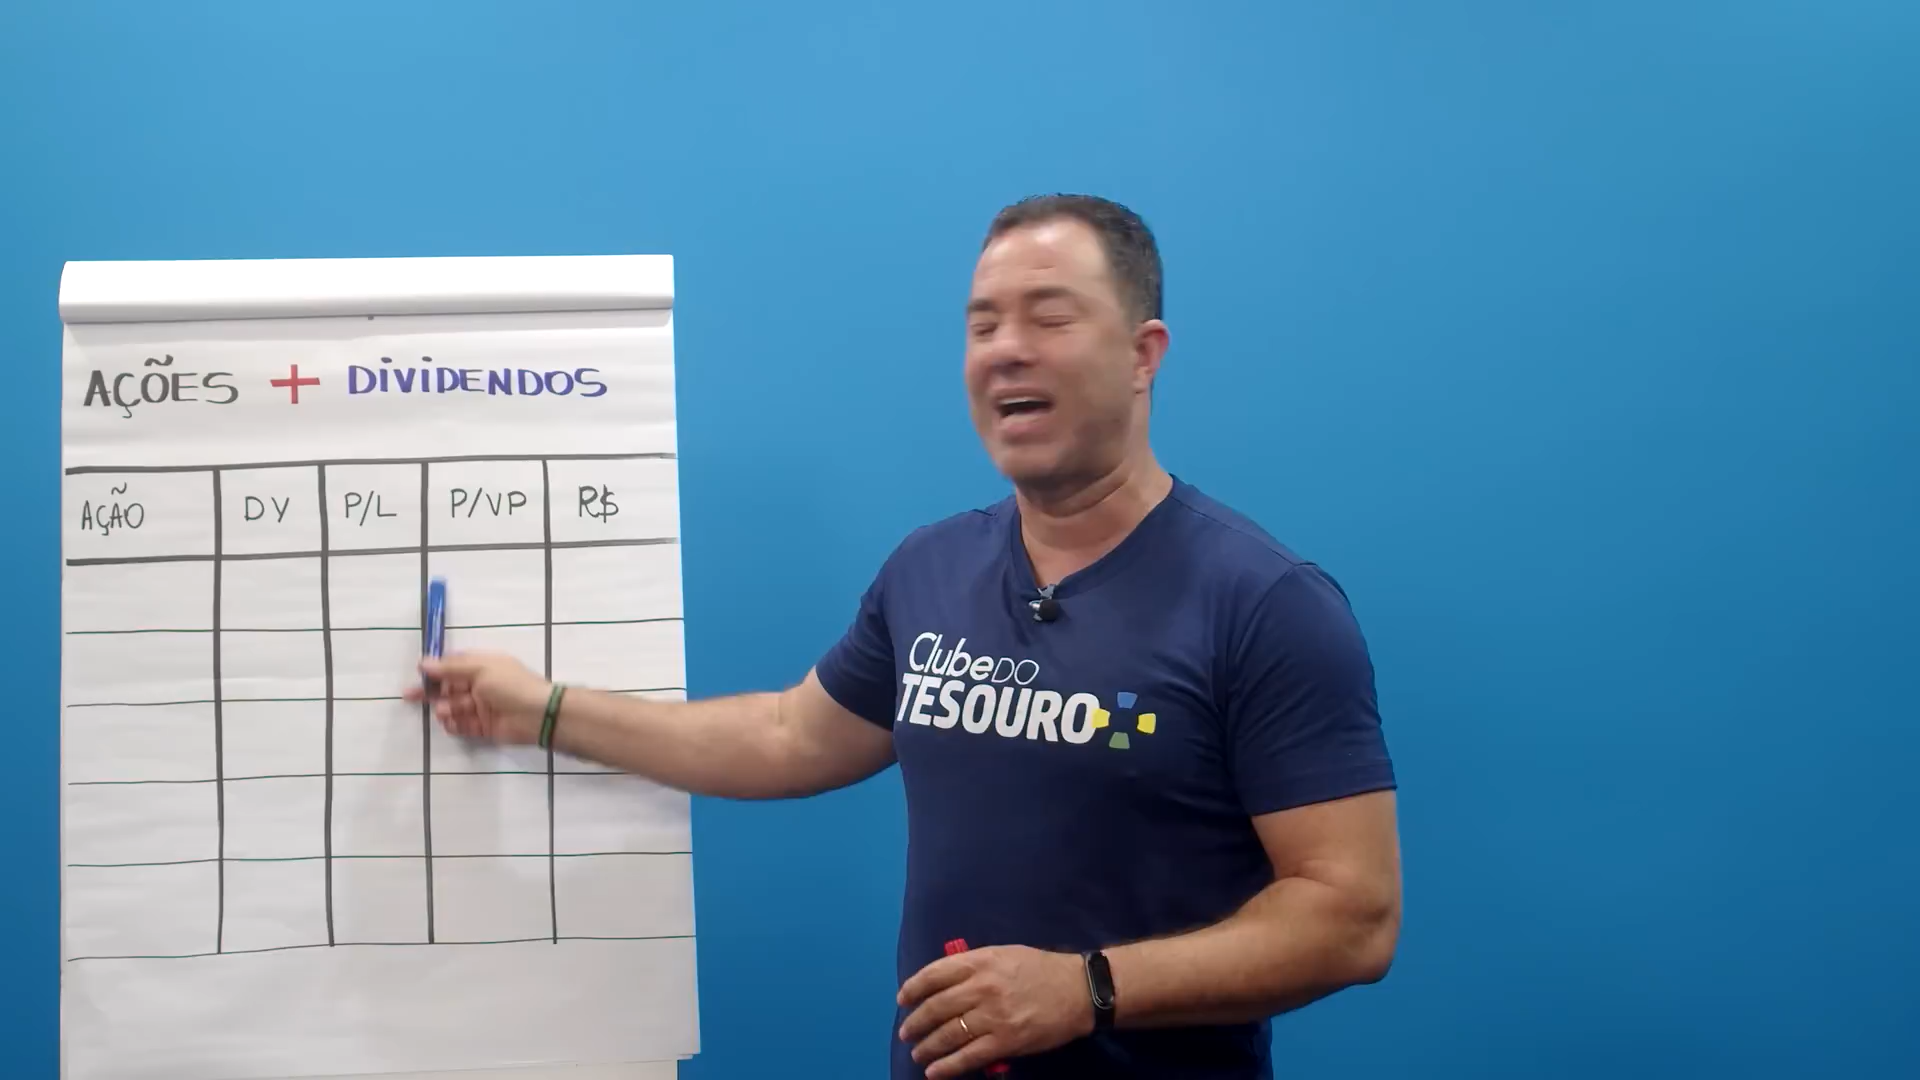 AÇÕES + DiViDENDOS
AÇÃO DY P/L P/VP R$
Clube DO
TESOURO